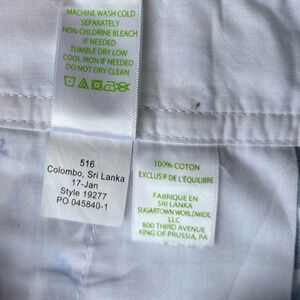 MACHINE WASH COLD
SEPARATELY
NON-CHLORINE BLEACH
IF NEEDED
TUMBLE DRY LOW
COOL IRON IF NEEDED
DO NOT DRY CLEAN
516
Colombo, Sri Lanka
17-Jan
Style 19277
PO 045840-1
100% COTTON
EXCLUSIF DE L'ÉQUILIBRE
FABRIQUE EN
SRI LANKA
SUGARTOWN WORLDWIDE,
LLC
800 THIRD AVENUE
KING OF PRUSSIA, PA